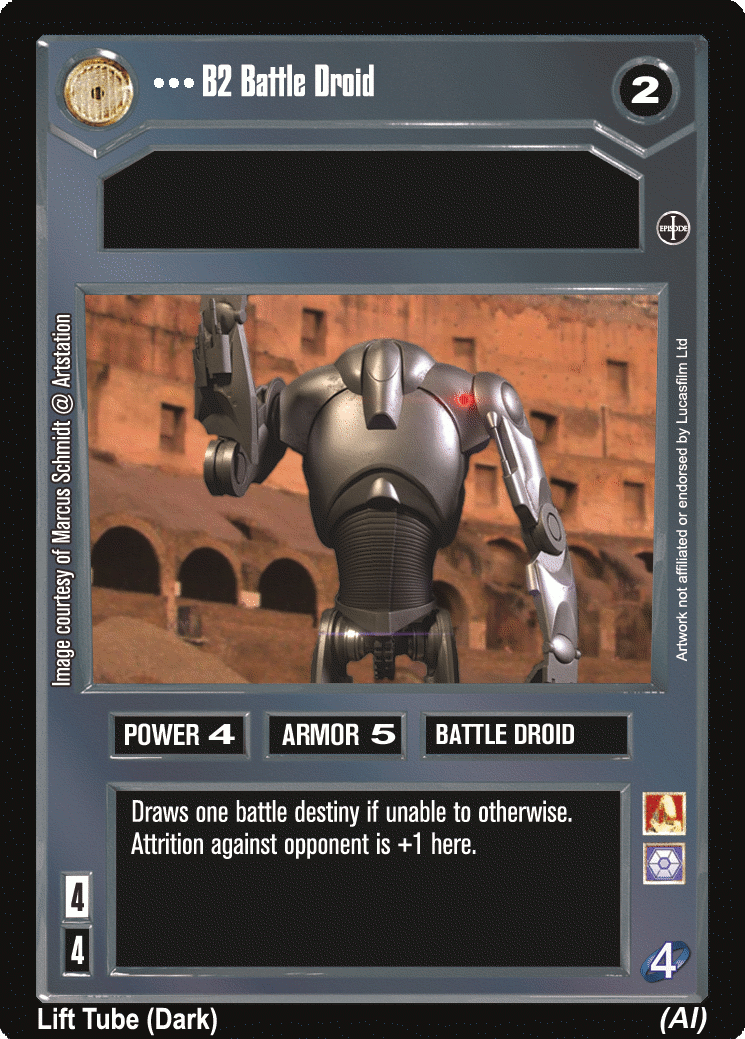 ••• B2 Battle Droid
2
EPISODE I
Image courtesy of Marcus Schmidt @ Artstation
Artwork not affiliated or endorsed by Lucasfilm Ltd
POWER 4
ARMOR 5
BATTLE DROID
Draws one battle destiny if unable to otherwise.
Attrition against opponent is +1 here.
4
4
4
Lift Tube (Dark)
(AI)